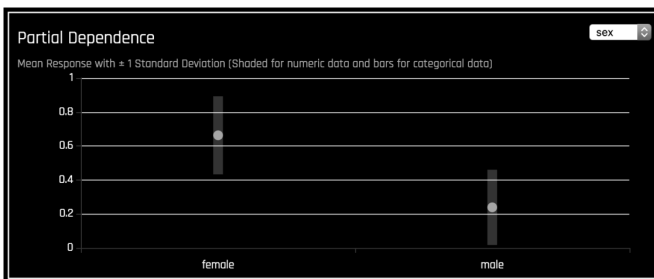 Partial Dependence
sex
Mean Response with ± 1 Standard Deviation (Shaded for numeric data and bars for categorical data)
1
0.8
0.6
0.4
0.2
0
female
male